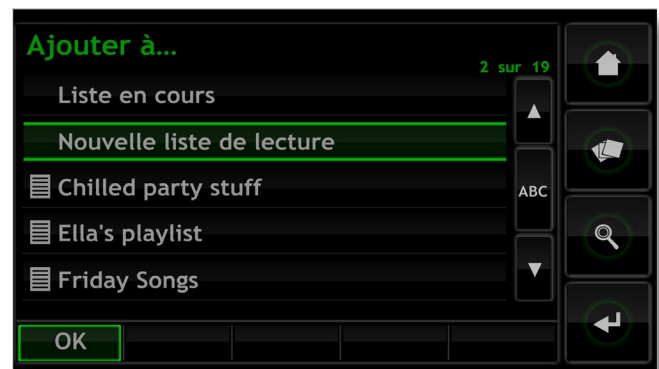 Ajouter à...
2 sur 19
Liste en cours
Nouvelle liste de lecture
Chilled party stuff
ABC
Ella's playlist
Friday Songs
OK